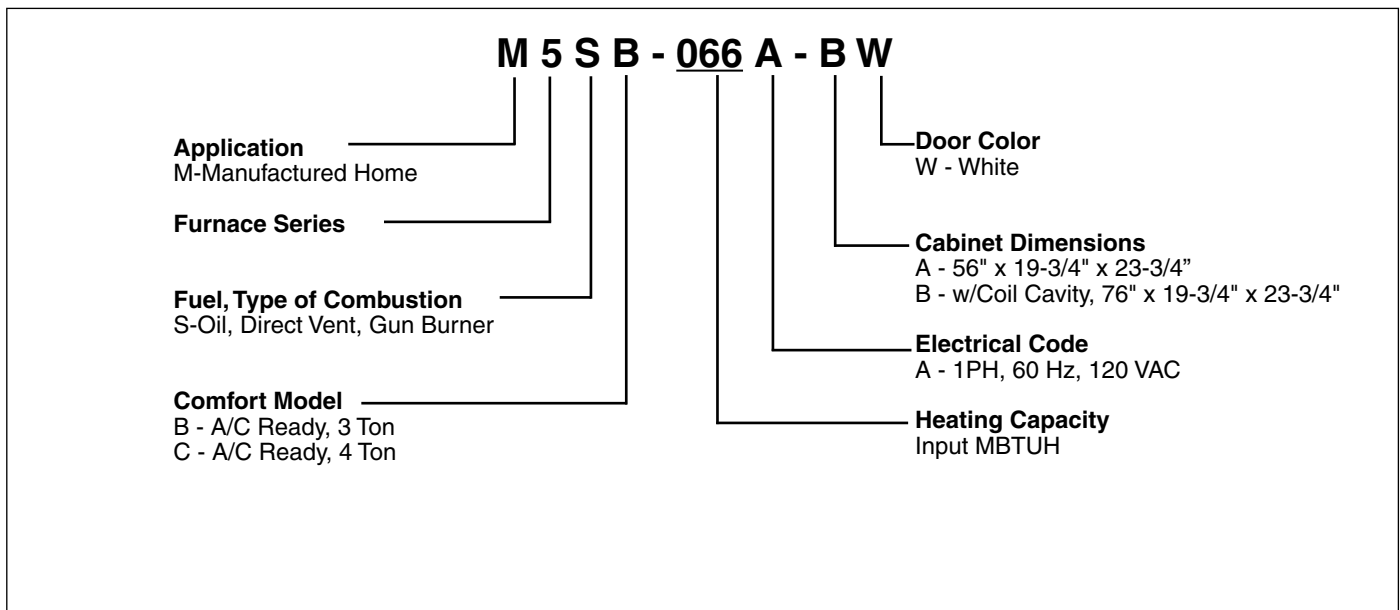 M 5 S B - 066 A - B W
Application
M-Manufactured Home
Furnace Series
Fuel, Type of Combustion
S-Oil, Direct Vent, Gun Burner
Comfort Model
B - A/C Ready, 3 Ton
C - A/C Ready, 4 Ton
Door Color
W - White
Cabinet Dimensions
A - 56" x 19-3/4" x 23-3/4”
B - w/Coil Cavity, 76" x 19-3/4" x 23-3/4"
Electrical Code
A - 1PH, 60 Hz, 120 VAC
Heating Capacity
Input MBTUH